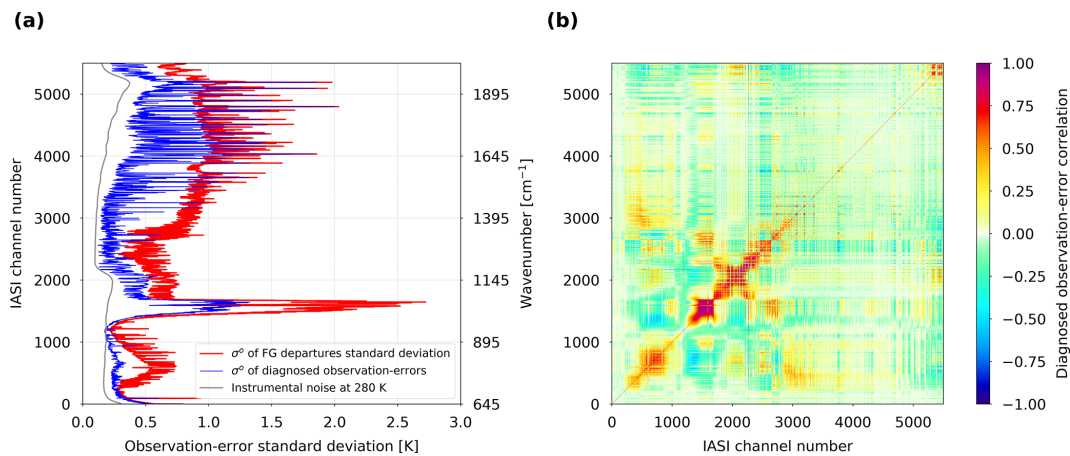 (a)
(b)
5000
4000
3000
2000
1000
0
IASI channel number
1895
1645
1395
1145
895
645
Wavenumber [cm⁻¹]
σᵒ of FG departures standard deviation
σᵒ of diagnosed observation-errors
Instrumental noise at 280 K
0.0 0.5 1.0 1.5 2.0 2.5 3.0
Observation-error standard deviation [K]
5000
4000
3000
2000
1000
0
0 1000 2000 3000 4000 5000
IASI channel number
1.00
0.75
0.50
0.25
0.00
−0.25
−0.50
−0.75
−1.00
Diagnosed observation-error correlation